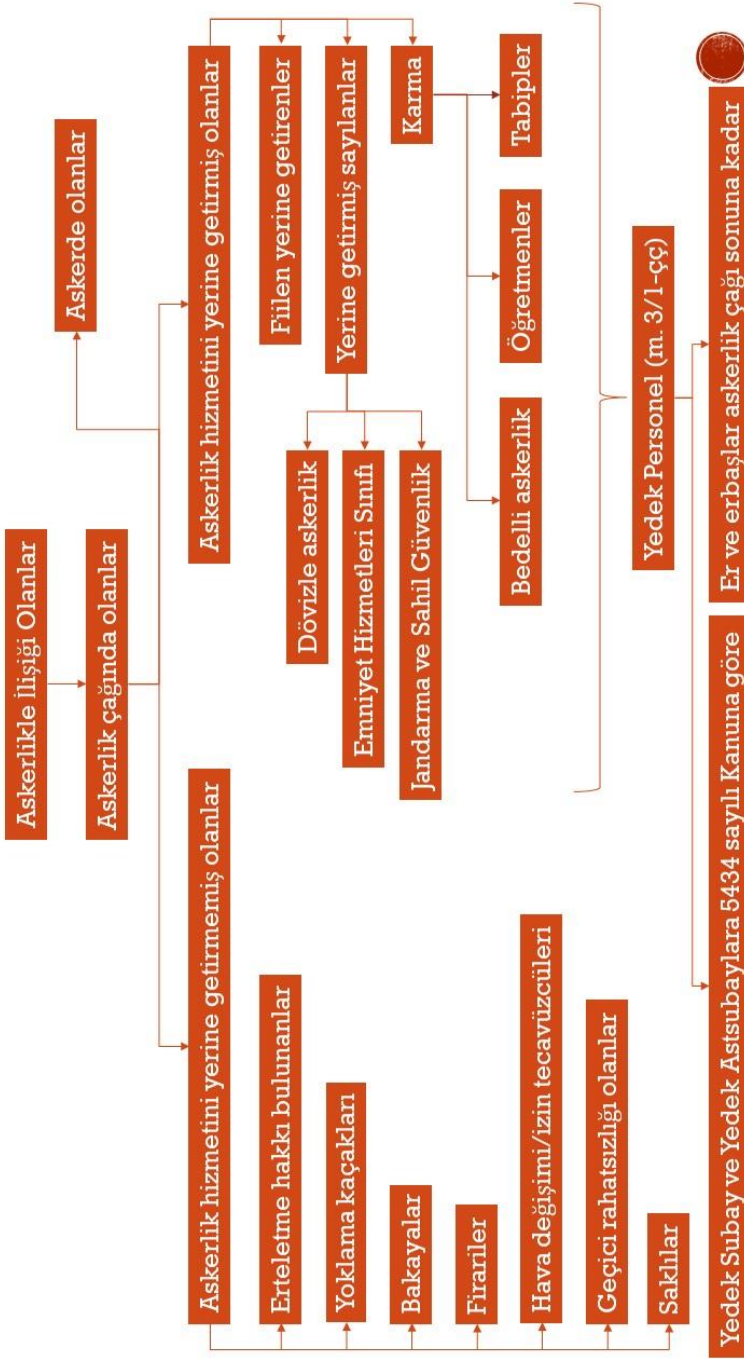 Askerlikle İlişiği Olanlar
Askerlik çağında olanlar
Askerde olanlar
Askerlik hizmetini yerine getirmemiş olanlar
Erteletme hakkı bulunanlar
Yoklama kaçakları
Bakayalar
Firariler
Hava değişimi/izin tecavüzcüleri
Geçici rahatsızlığı olanlar
Saklılar
Askerlik hizmetini yerine getirmiş olanlar
Fiilen yerine getirenler
Yerine getirmiş sayılanlar
Dövizle askerlik
Emniyet Hizmetleri Sınıfı
Jandarma ve Sahil Güvenlik
Karma
Bedelli askerlik
Öğretmenler
Tabipler
Yedek Personel (m. 3/1-çç)
Yedek Subay ve Yedek Astsubaylara 5434 sayılı Kanuna göre
Er ve erbaşlar askerlik çağı sonuna kadar